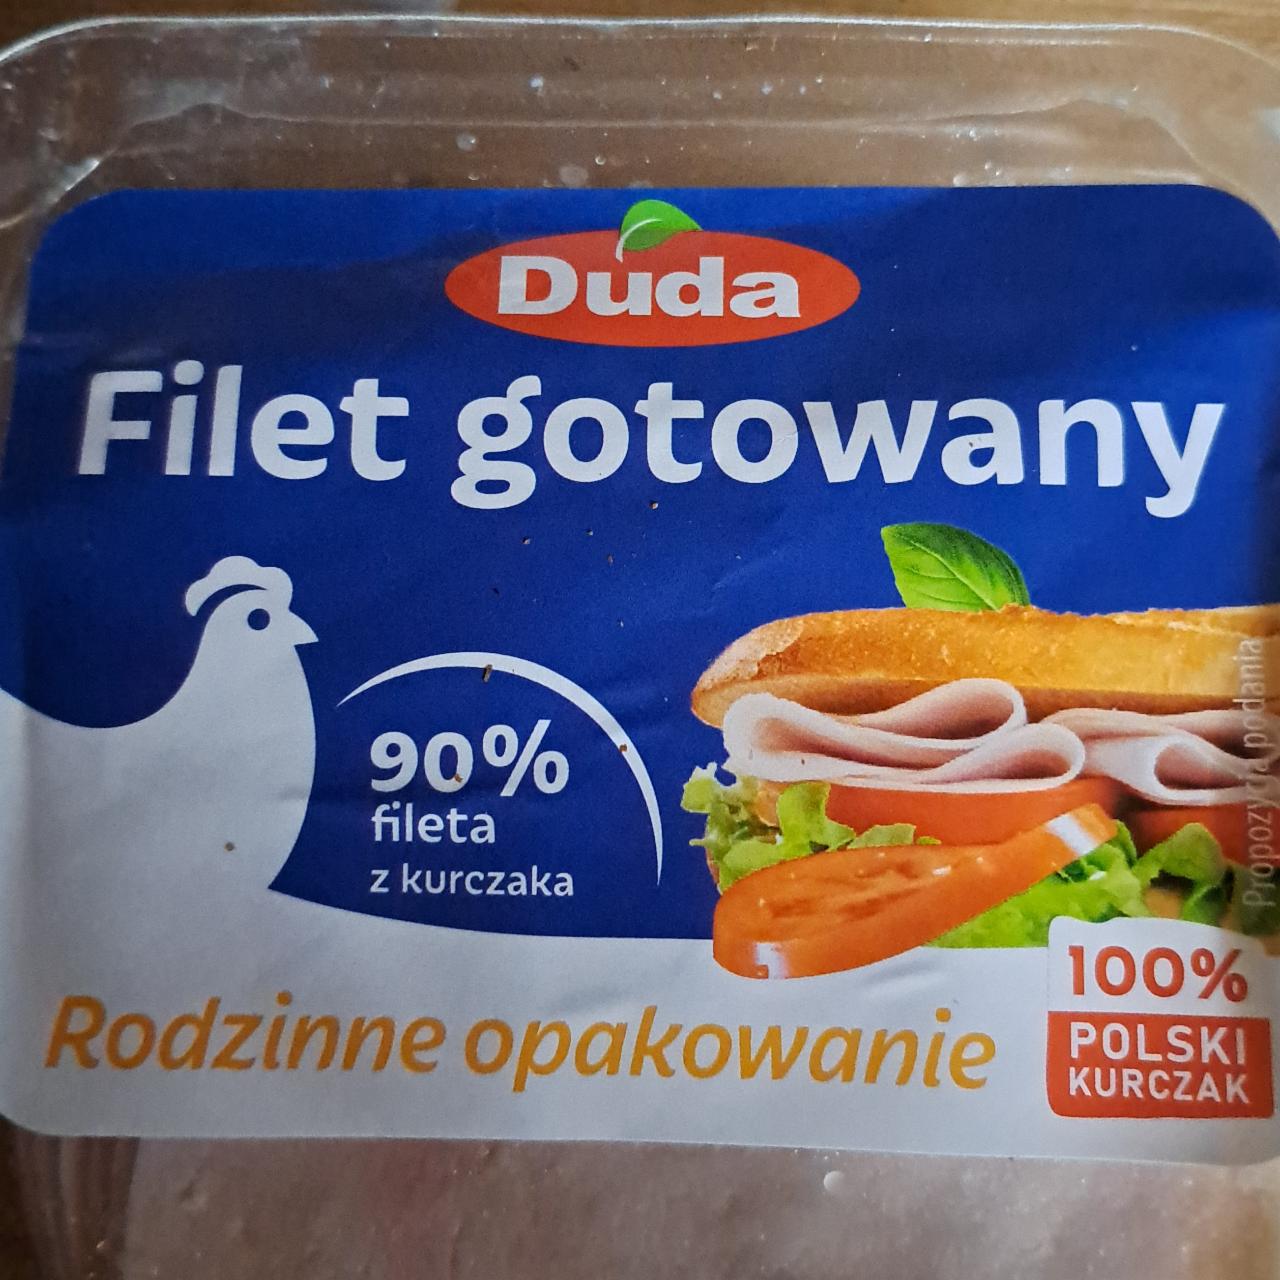 Duda
Filet gotowany
90%
fileta
z kurczaka
Propozycja podania
Rodzinne opakowanie
100%
POLSKI
KURCZAK